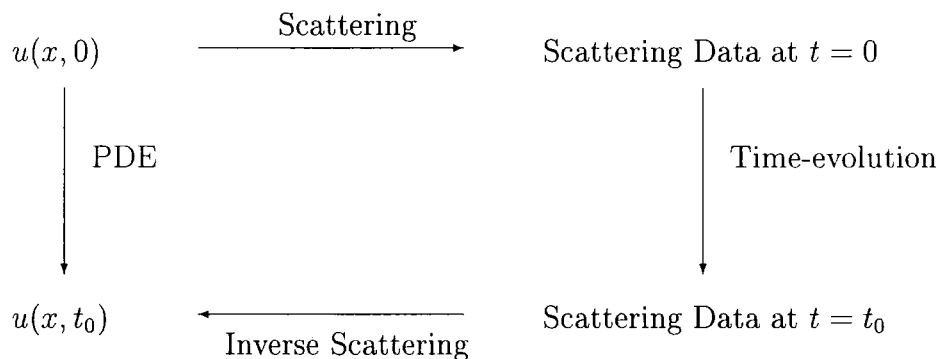 Scattering
u(x, 0)
Scattering Data at t = 0
PDE
Time-evolution
u(x, t₀)
Scattering Data at t = t₀
Inverse Scattering